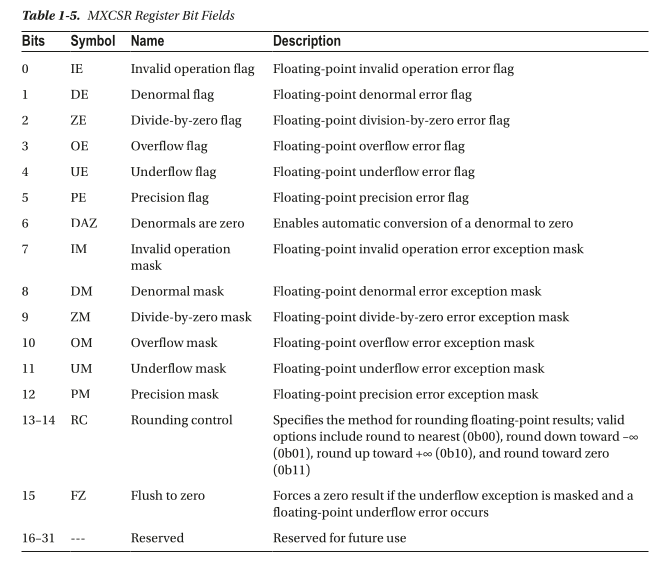 Table 1-5. MXCSR Register Bit Fields
Bits Symbol Name Description
0 IE Invalid operation flag Floating-point invalid operation error flag
1 DE Denormal flag Floating-point denormal error flag
2 ZE Divide-by-zero flag Floating-point division-by-zero error flag
3 OE Overflow flag Floating-point overflow error flag
4 UE Underflow flag Floating-point underflow error flag
5 PE Precision flag Floating-point precision error flag
6 DAZ Denormals are zero Enables automatic conversion of a denormal to zero
7 IM Invalid operation Floating-point invalid operation error exception mask
mask
8 DM Denormal mask Floating-point denormal error exception mask
9 ZM Divide-by-zero mask Floating-point divide-by-zero error exception mask
10 OM Overflow mask Floating-point overflow error exception mask
11 UM Underflow mask Floating-point underflow error exception mask
12 PM Precision mask Floating-point precision error exception mask
13–14 RC Rounding control Specifies the method for rounding floating-point results; valid
options include round to nearest (0b00), round down toward –∞
(0b01), round up toward +∞ (0b10), and round toward zero
(0b11)
15 FZ Flush to zero Forces a zero result if the underflow exception is masked and a
floating-point underflow error occurs
16–31 --- Reserved Reserved for future use